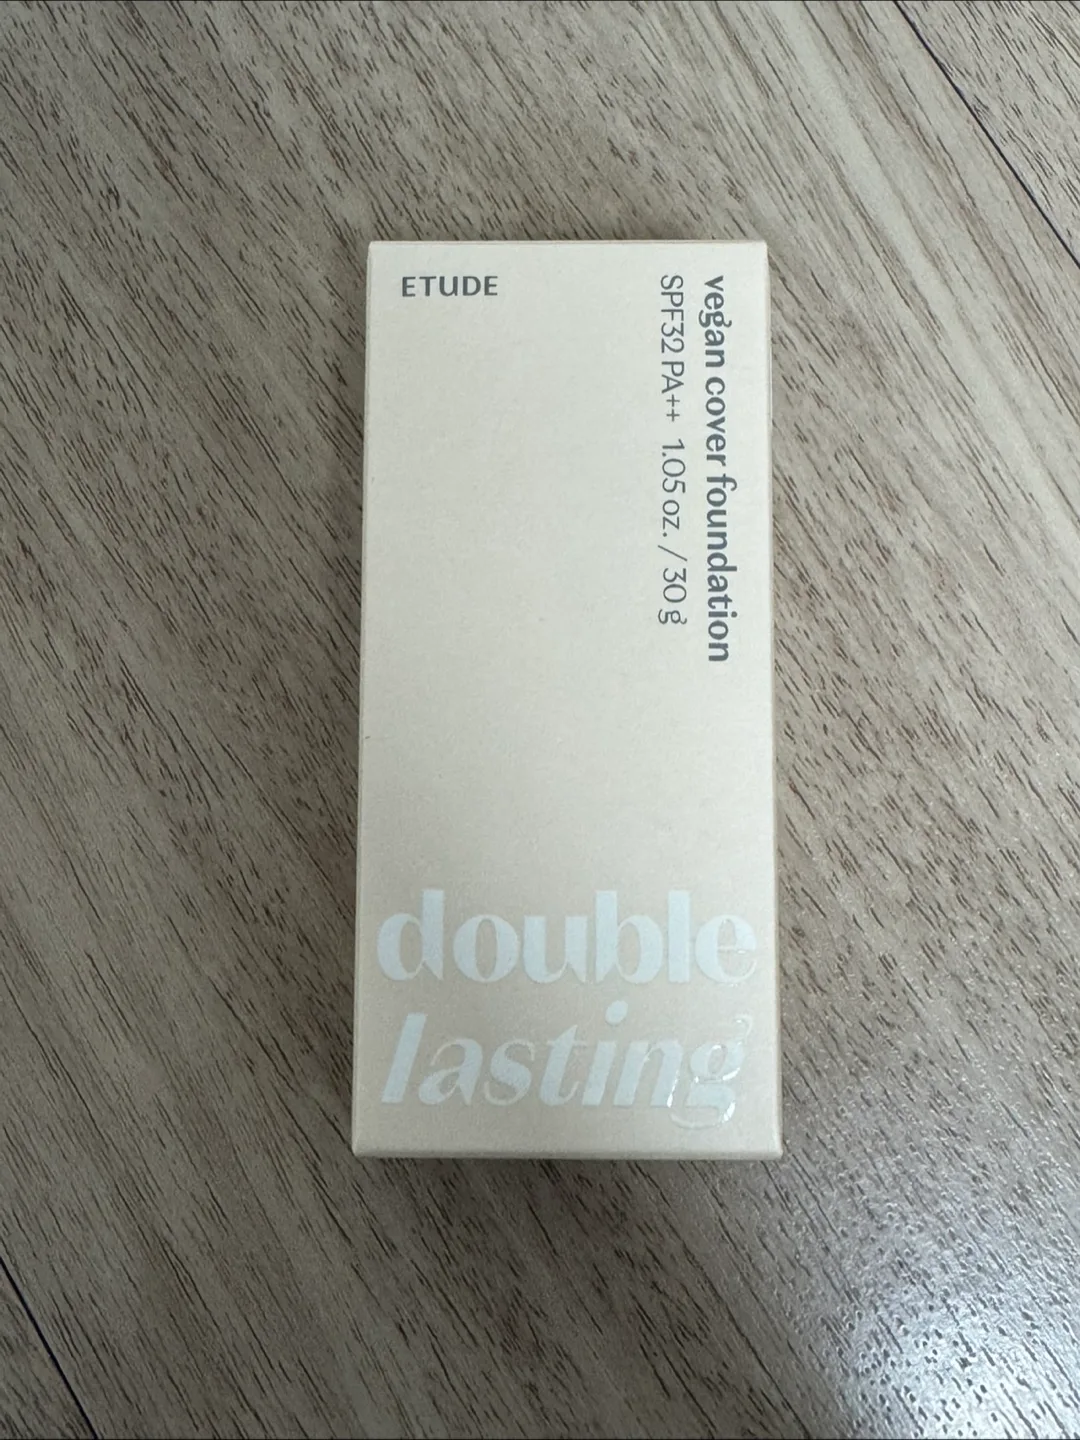 ETUDE
vegan cover foundation
SPF32 PA++ 1.05 oz. / 30 g
double
lasting